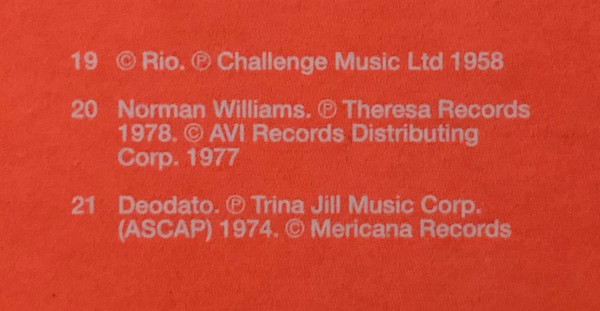 19 © Rio. ℗ Challenge Music Ltd 1958
20 Norman Williams. ℗ Theresa Records
1978. © AVI Records Distributing
Corp. 1977
21 Deodato. ℗ Trina Jill Music Corp.
(ASCAP) 1974. © Mericana Records